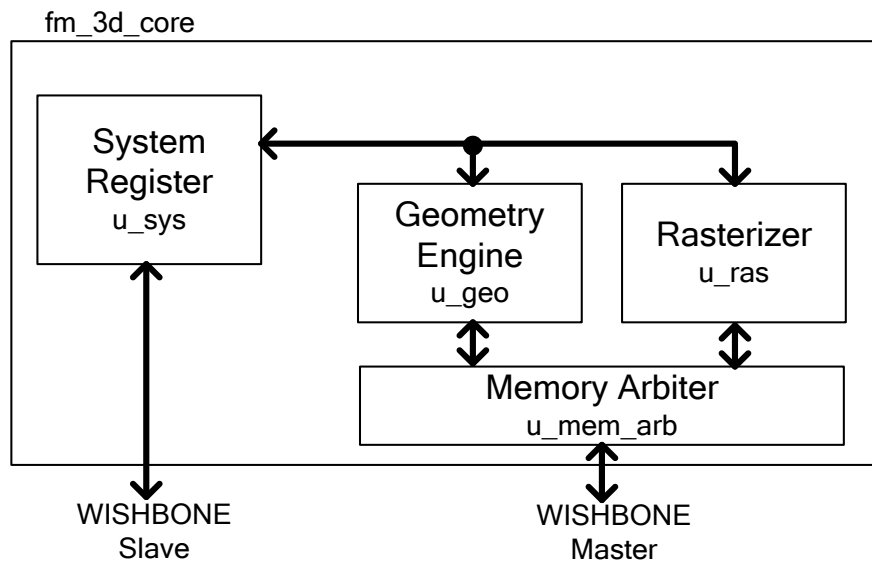 fm_3d_core
System
Register
u_sys
Geometry
Engine
u_geo
Rasterizer
u_ras
Memory Arbiter
u_mem_arb
WISHBONE
Slave
WISHBONE
Master